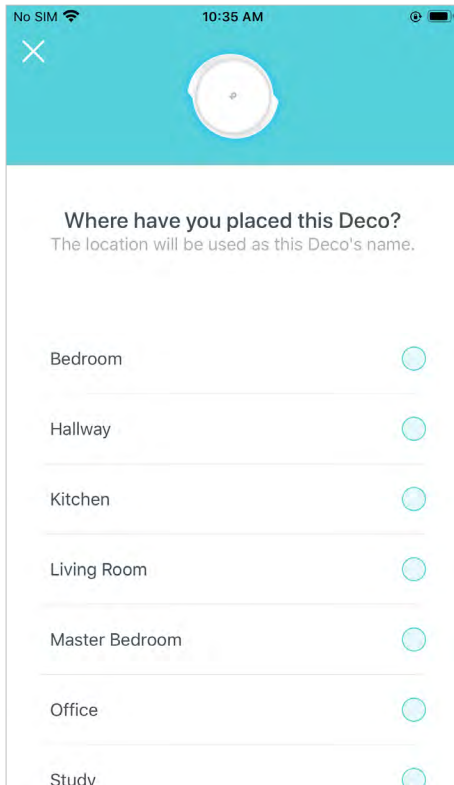 No SIM 10:35 AM
Where have you placed this Deco?
The location will be used as this Deco's name.
Bedroom
Hallway
Kitchen
Living Room
Master Bedroom
Office
Study